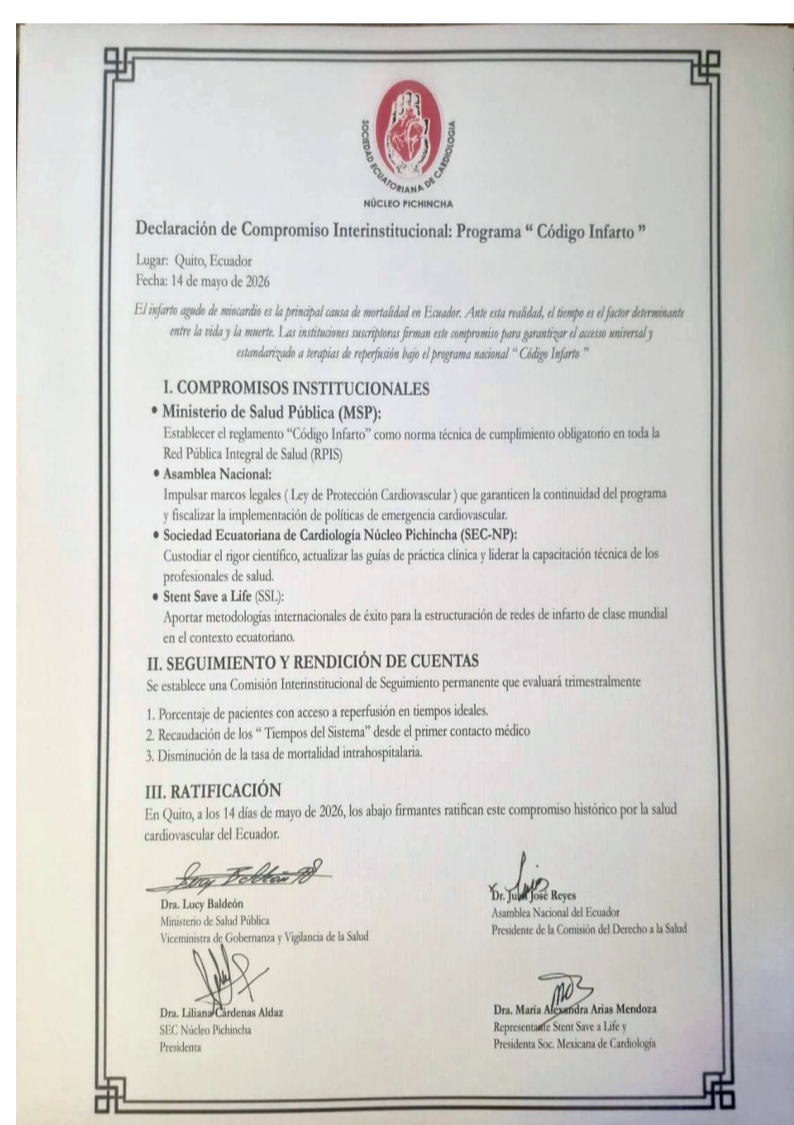 SOCIEDAD ECUATORIANA DE CARDIOLOGIA
NÚCLEO PICHINCHA
Declaración de Compromiso Interinstitucional: Programa “ Código Infarto ”
Lugar: Quito, Ecuador
Fecha: 14 de mayo de 2026
El infarto agudo de miocardio es la principal causa de mortalidad en Ecuador. Ante esta realidad, el tiempo es el factor determinante
entre la vida y la muerte. Las instituciones suscriptoras firman este compromiso para garantizar el acceso universal y
estandarizado a terapias de reperfusión bajo el programa nacional “ Código Infarto ”
I. COMPROMISOS INSTITUCIONALES
• Ministerio de Salud Pública (MSP):
Establecer el reglamento “Código Infarto” como norma técnica de cumplimiento obligatorio en toda la
Red Pública Integral de Salud (RPIS)
• Asamblea Nacional:
Impulsar marcos legales ( Ley de Protección Cardiovascular ) que garanticen la continuidad del programa
y fiscalizar la implementación de políticas de emergencia cardiovascular.
• Sociedad Ecuatoriana de Cardiología Núcleo Pichincha (SEC-NP):
Custodiar el rigor científico, actualizar las guías de práctica clínica y liderar la capacitación técnica de los
profesionales de salud.
• Stent Save a Life (SSL):
Aportar metodologías internacionales de éxito para la estructuración de redes de infarto de clase mundial
en el contexto ecuatoriano.
II. SEGUIMIENTO Y RENDICIÓN DE CUENTAS
Se establece una Comisión Interinstitucional de Seguimiento permanente que evaluará trimestralmente
1. Porcentaje de pacientes con acceso a reperfusión en tiempos ideales.
2. Recaudación de los “ Tiempos del Sistema” desde el primer contacto médico
3. Disminución de la tasa de mortalidad intrahospitalaria.
III. RATIFICACIÓN
En Quito, a los 14 días de mayo de 2026, los abajo firmantes ratifican este compromiso histórico por la salud
cardiovascular del Ecuador.
Dra. Lucy Baldeón
Ministerio de Salud Pública
Viceministra de Gobernanza y Vigilancia de la Salud
Dr. Juan José Reyes
Asamblea Nacional del Ecuador
Presidente de la Comisión del Derecho a la Salud
Dra. Liliana Cárdenas Aldaz
SEC Núcleo Pichincha
Presidenta
Dra. María Alexandra Arias Mendoza
Representante Stent Save a Life y
Presidenta Soc. Mexicana de Cardiología